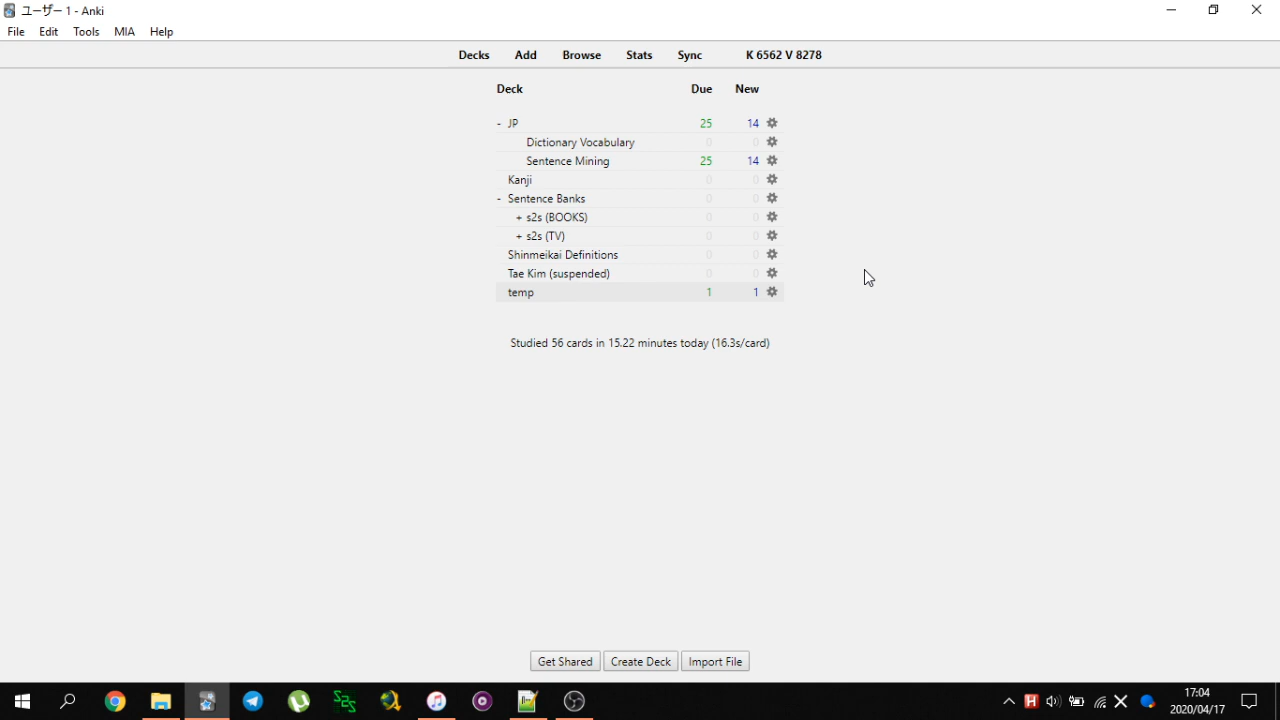 ユーザー 1 - Anki
File Edit Tools MIA Help
Decks Add Browse Stats Sync K 6562 V 8278
Deck Due New
- JP 25 14
Dictionary Vocabulary 0 0
Sentence Mining 25 14
Kanji 0 0
- Sentence Banks 0 0
+ s2s (BOOKS) 0 0
+ s2s (TV) 0 0
Shinmeikai Definitions 0 0
Tae Kim (suspended) 0 0
temp 1 1
Studied 56 cards in 15.22 minutes today (16.3s/card)
Get Shared Create Deck Import File
17:04
2020/04/17